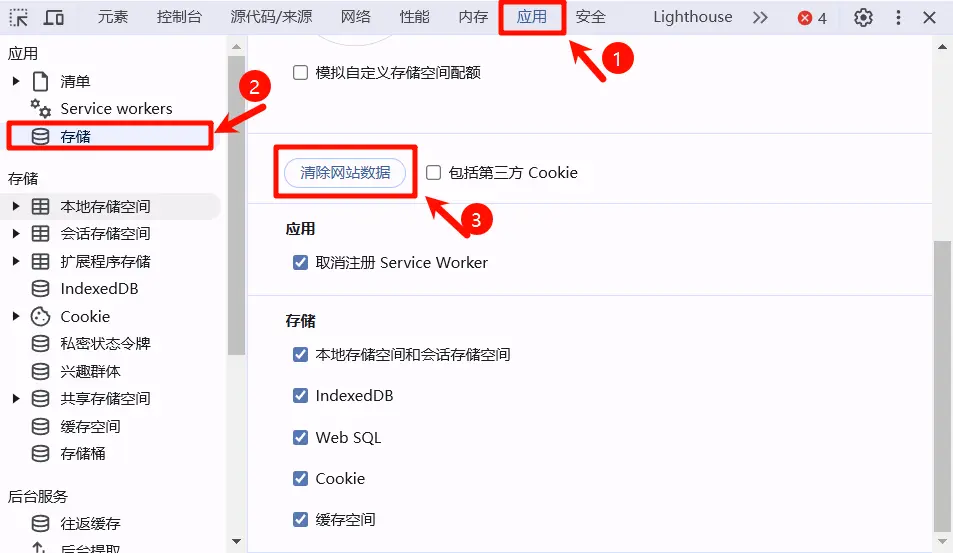 元素 控制台 源代码/来源 网络 性能 内存 应用 安全 Lighthouse 4
1
应用
清单
Service workers
存储
2
存储
本地存储空间
会话存储空间
扩展程序存储
IndexedDB
Cookie
私密状态令牌
兴趣群体
共享存储空间
缓存空间
存储桶
后台服务
往返缓存
后台提取
模拟自定义存储空间配额
清除网站数据 包括第三方 Cookie
3
应用
取消注册 Service Worker
存储
本地存储空间和会话存储空间
IndexedDB
Web SQL
Cookie
缓存空间